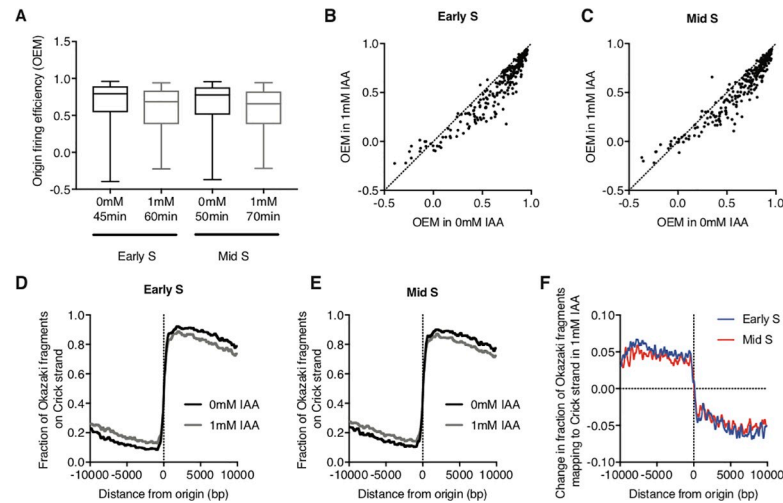 A
Origin firing efficiency (OEM)
1.5
1.0
0.5
0.0
-0.5
0mM 1mM 0mM 1mM
45min 60min 50min 70min
Early S Mid S
B
Early S
OEM in 1mM IAA
1.0
0.5
0.0
-0.5
-0.5 0.0 0.5 1.0
OEM in 0mM IAA
C
Mid S
OEM in 1mM IAA
1.0
0.5
0.0
-0.5
-0.5 0.0 0.5 1.0
OEM in 0mM IAA
D
Early S
Fraction of Okazaki fragments
on Crick strand
1.0
0.8
0.6
0.4
0.2
0.0
0mM IAA
1mM IAA
-10000 -5000 0 5000 10000
Distance from origin (bp)
E
Mid S
Fraction of Okazaki fragments
on Crick strand
1.0
0.8
0.6
0.4
0.2
0.0
0mM IAA
1mM IAA
-10000 -5000 0 5000 10000
Distance from origin (bp)
F
Change in fraction of Okazaki fragments
mapping to Crick strand in 1mM IAA
0.10
0.05
0.00
-0.05
-0.10
Early S
Mid S
-10000 -5000 0 5000 10000
Distance from origin (bp)